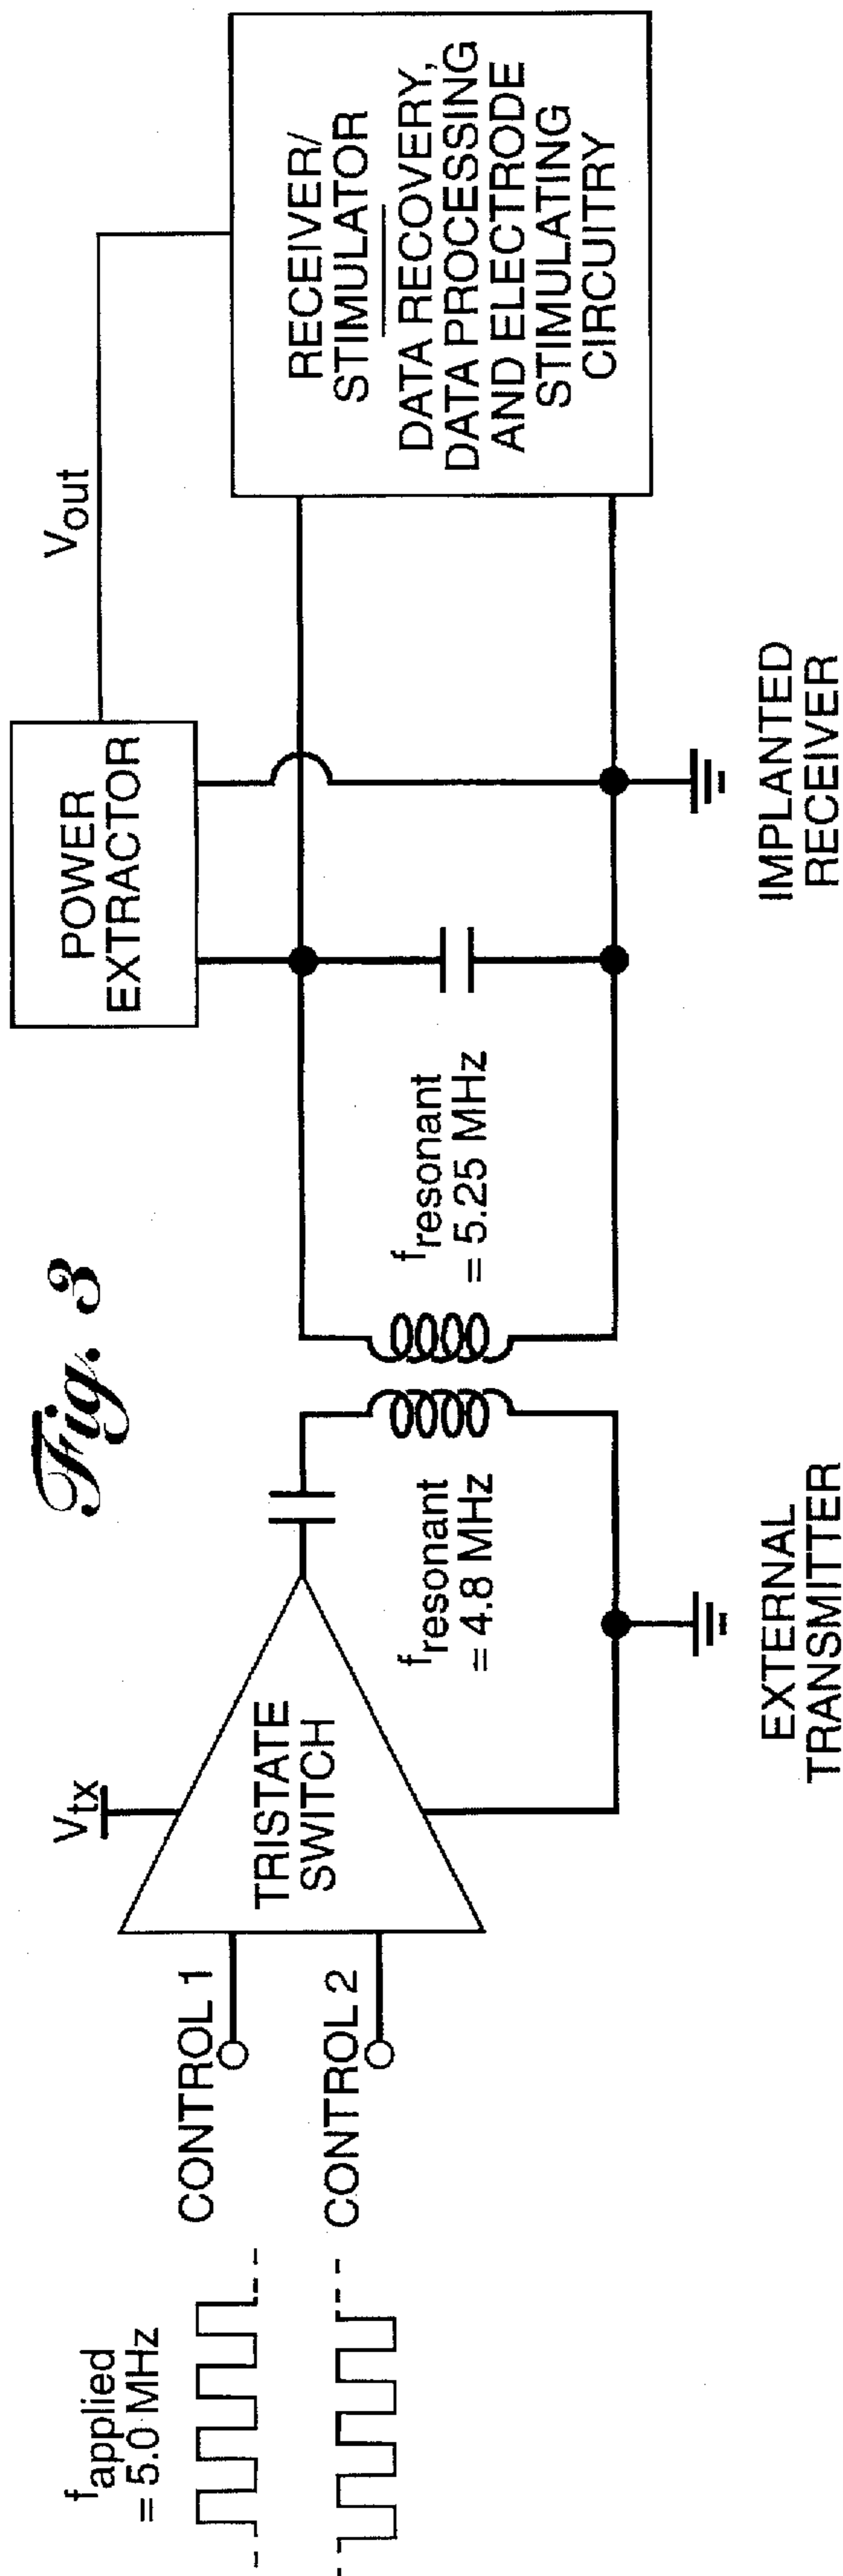 Fig. 3
f applied
= 5.0 MHz
CONTROL 1
CONTROL 2
Vtx
TRISTATE
SWITCH
fresonant
= 4.8 MHz
EXTERNAL
TRANSMITTER
fresonant
= 5.25 MHz
POWER
EXTRACTOR
Vout
IMPLANTED
RECEIVER
RECEIVER/
STIMULATOR
DATA RECOVERY,
DATA PROCESSING
AND ELECTRODE
STIMULATING
CIRCUITRY